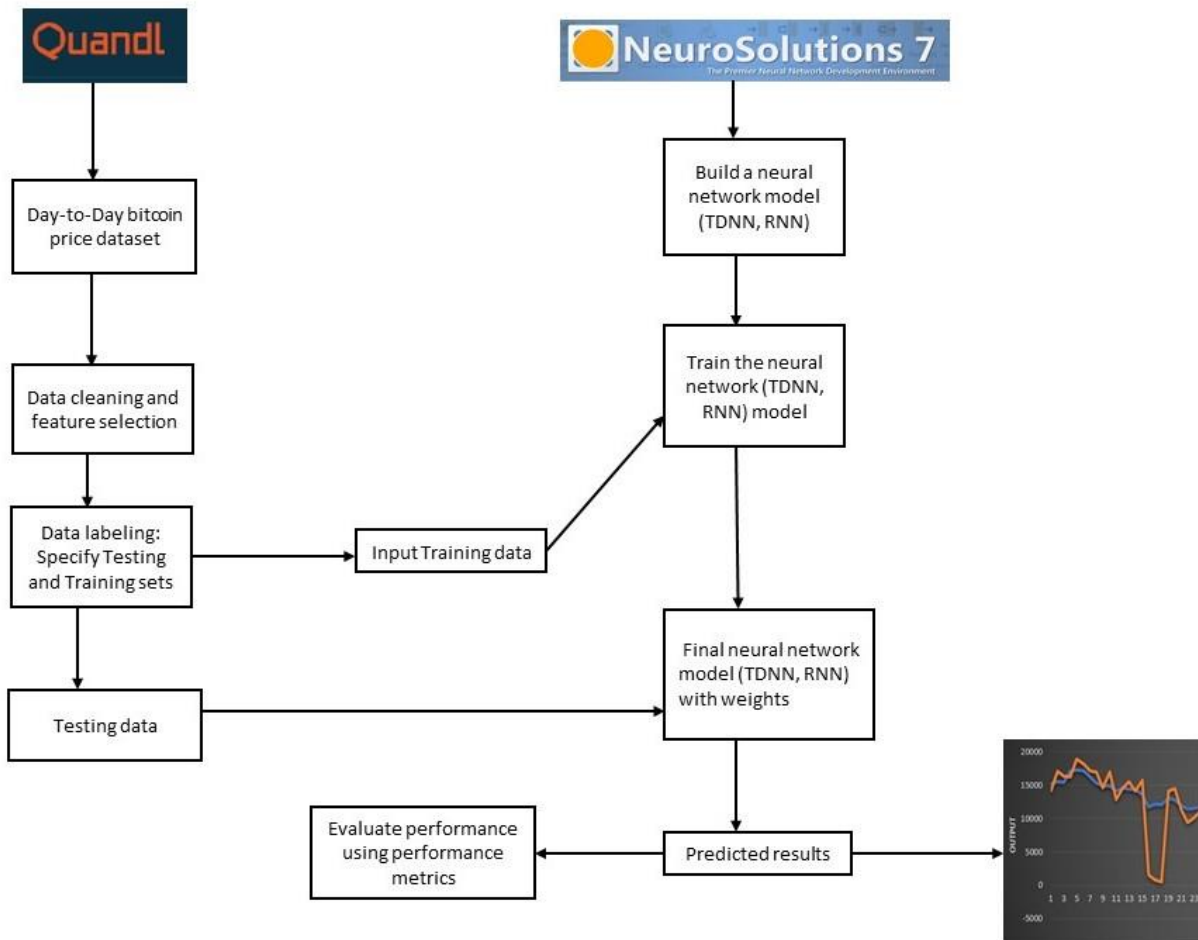 Quandl
NeuroSolutions 7
The Premier Neural Network Development Environment
Day-to-Day bitcoin
price dataset
Build a neural
network model
(TDNN, RNN)
Data cleaning and
feature selection
Train the neural
network (TDNN,
RNN) model
Data labeling:
Specify Testing
and Training sets
Input Training data
Testing data
Final neural network
model (TDNN, RNN)
with weights
Evaluate performance
using performance
metrics
Predicted results
OUTPUT
20000
15000
10000
5000
0
-5000
1 3 5 7 9 11 13 15 17 19 21 23